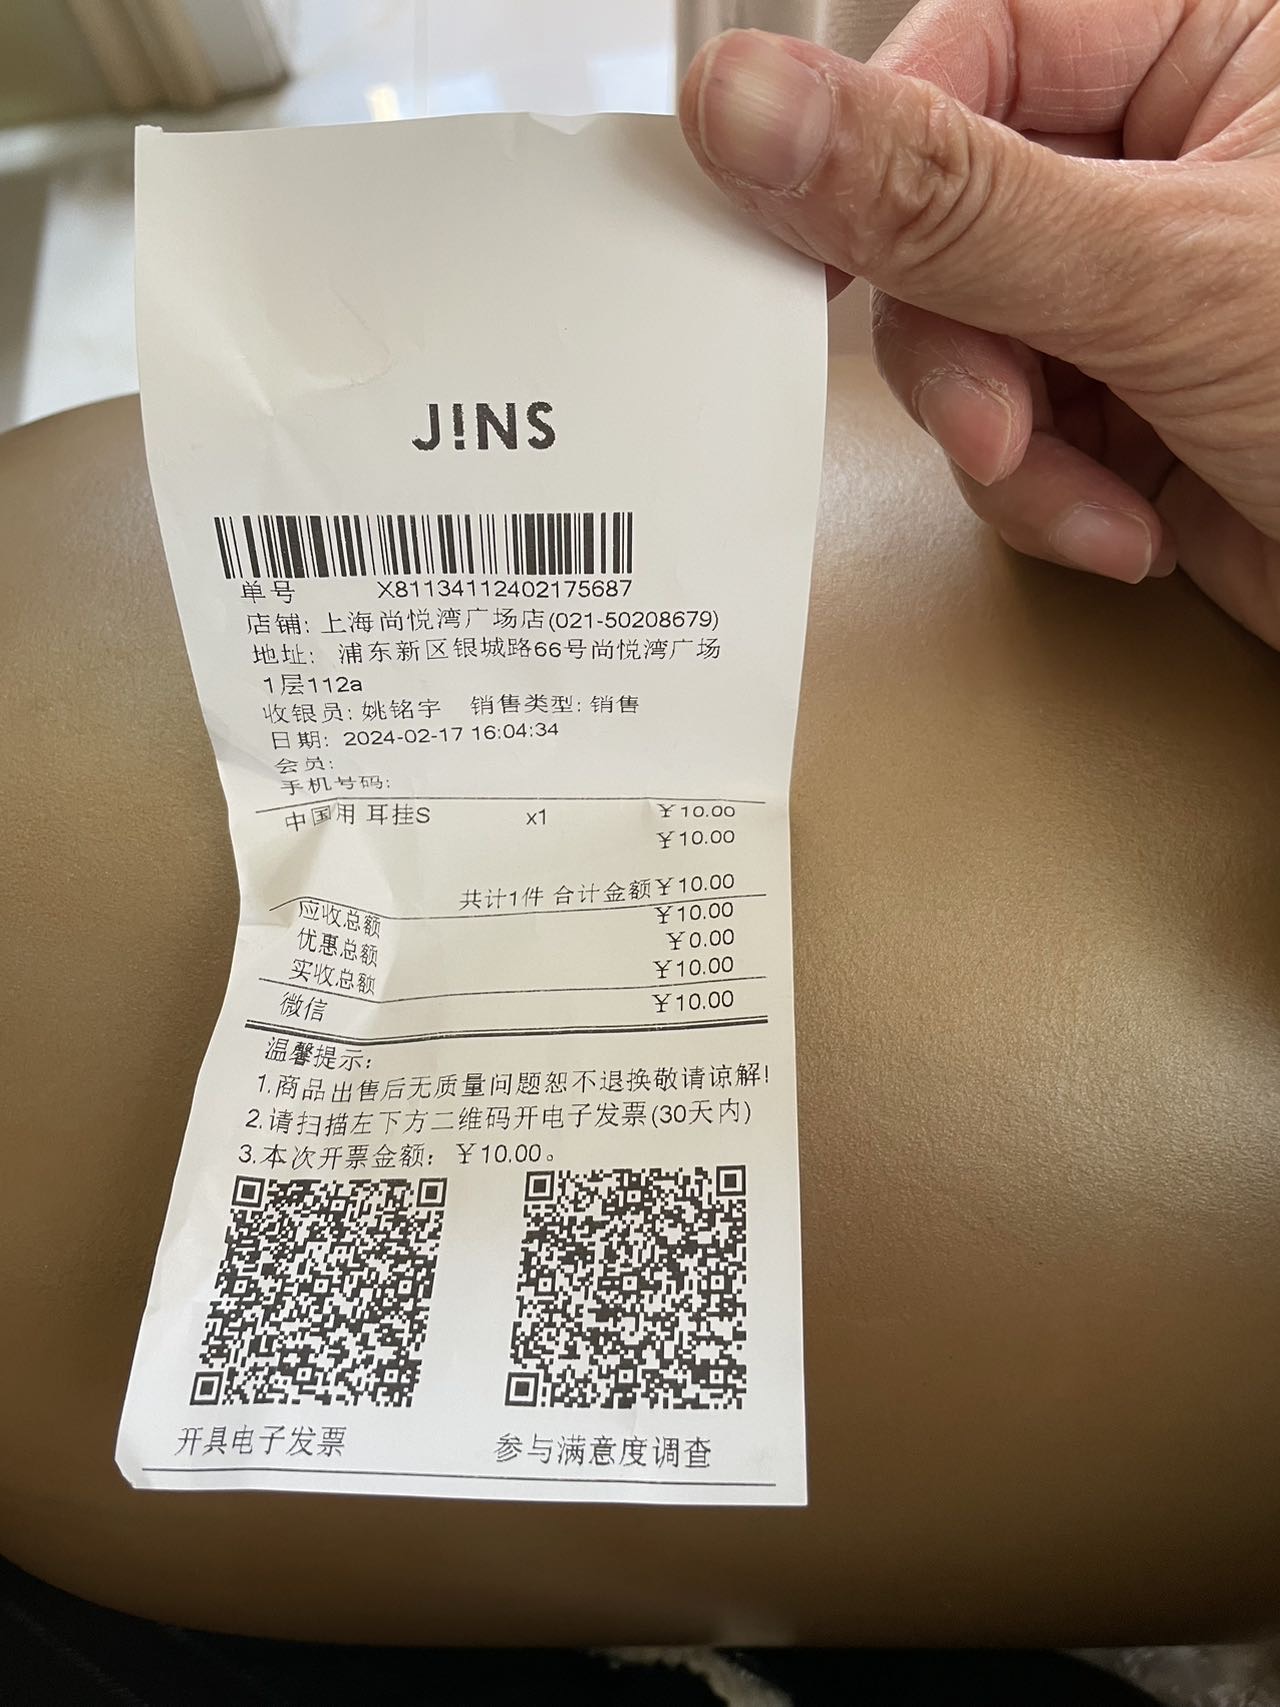 J!NS
单号 X81134112402175687
店铺: 上海尚悦湾广场店(021-50208679)
地址: 浦东新区银城路66号尚悦湾广场
1层112a
收银员: 姚铭宇 销售类型: 销售
日期: 2024-02-17 16:04:34
会员:
手机号码:
中国用 耳挂S x1 ¥10.00
¥10.00
共计1件 合计金额¥10.00
应收总额 ¥10.00
优惠总额 ¥0.00
实收总额 ¥10.00
微信 ¥10.00
温馨提示:
1.商品出售后无质量问题恕不退换敬请谅解!
2.请扫描左下方二维码开电子发票(30天内)
3.本次开票金额: ¥10.00。
开具电子发票 参与满意度调查